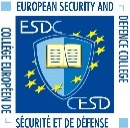 EUROPEAN SECURITY AND
DEFENCE COLLEGE
ESDC
CESD
COLLÈGE EUROPÉEN DE
SÉCURITÉ ET DE DÉFENSE